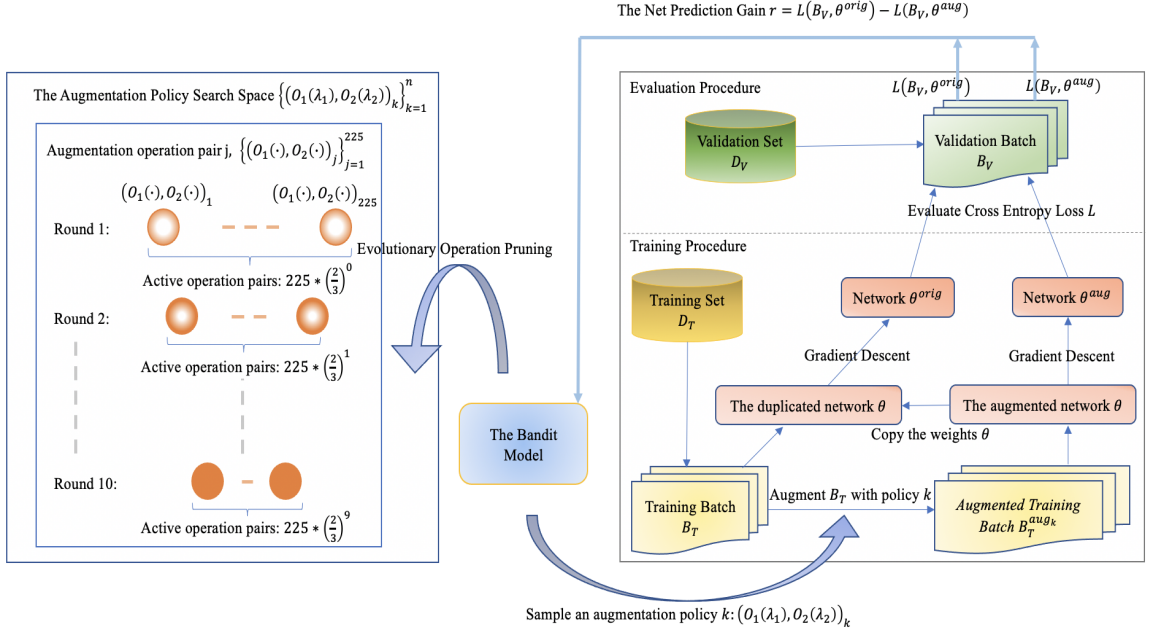 The Net Prediction Gain r = L(B_V, θ^{orig}) − L(B_V, θ^{aug})
The Augmentation Policy Search Space {(O_1(λ_1), O_2(λ_2))_k}_{k=1}^{n}
Augmentation operation pair j, {(O_1(·), O_2(·))_j}_{j=1}^{225}
(O_1(·), O_2(·))_1
(O_1(·), O_2(·))_{225}
Round 1:
Active operation pairs: 225 * (2/3)^0
Round 2:
Active operation pairs: 225 * (2/3)^1
Round 10:
Active operation pairs: 225 * (2/3)^9
Evolutionary Operation Pruning
The Bandit
Model
Sample an augmentation policy k: (O_1(λ_1), O_2(λ_2))_k
Evaluation Procedure
L(B_V, θ^{orig})
L(B_V, θ^{aug})
Validation Set
D_V
Validation Batch
B_V
Evaluate Cross Entropy Loss L
Training Procedure
Training Set
D_T
Network θ^{orig}
Network θ^{aug}
Gradient Descent
Gradient Descent
The duplicated network θ
The augmented network θ
Copy the weights θ
Training Batch
B_T
Augment B_T with policy k
Augmented Training
Batch B_T^{aug_k}